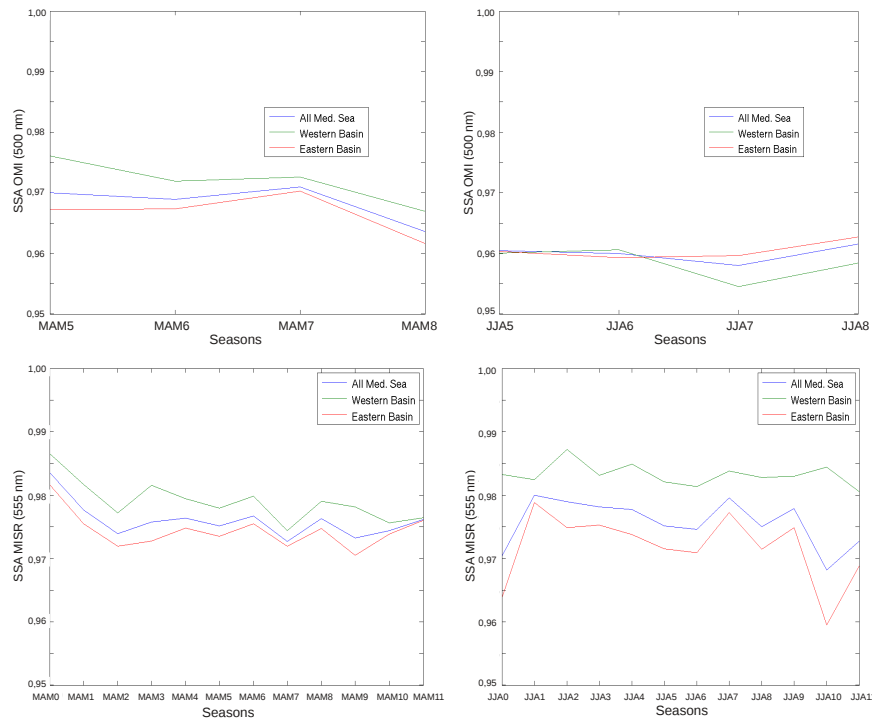 1,00
0,99
0,98
0,97
0,96
0,95
SSA OMI (500 nm)
All Med. Sea
Western Basin
Eastern Basin
MAM5 MAM6 MAM7 MAM8
Seasons
1,00
0,99
0,98
0,97
0,96
0,95
SSA OMI (500 nm)
All Med. Sea
Western Basin
Eastern Basin
JJA5 JJA6 JJA7 JJA8
Seasons
1,00
0,99
0,98
0,97
0,96
0,95
SSA MISR (555 nm)
All Med. Sea
Western Basin
Eastern Basin
MAM0 MAM1 MAM2 MAM3 MAM4 MAM5 MAM6 MAM7 MAM8 MAM9 MAM10 MAM11
Seasons
1,00
0,99
0,98
0,97
0,96
0,95
SSA MISR (555 nm)
All Med. Sea
Western Basin
Eastern Basin
JJA0 JJA1 JJA2 JJA3 JJA4 JJA5 JJA6 JJA7 JJA8 JJA9 JJA10 JJA11
Seasons